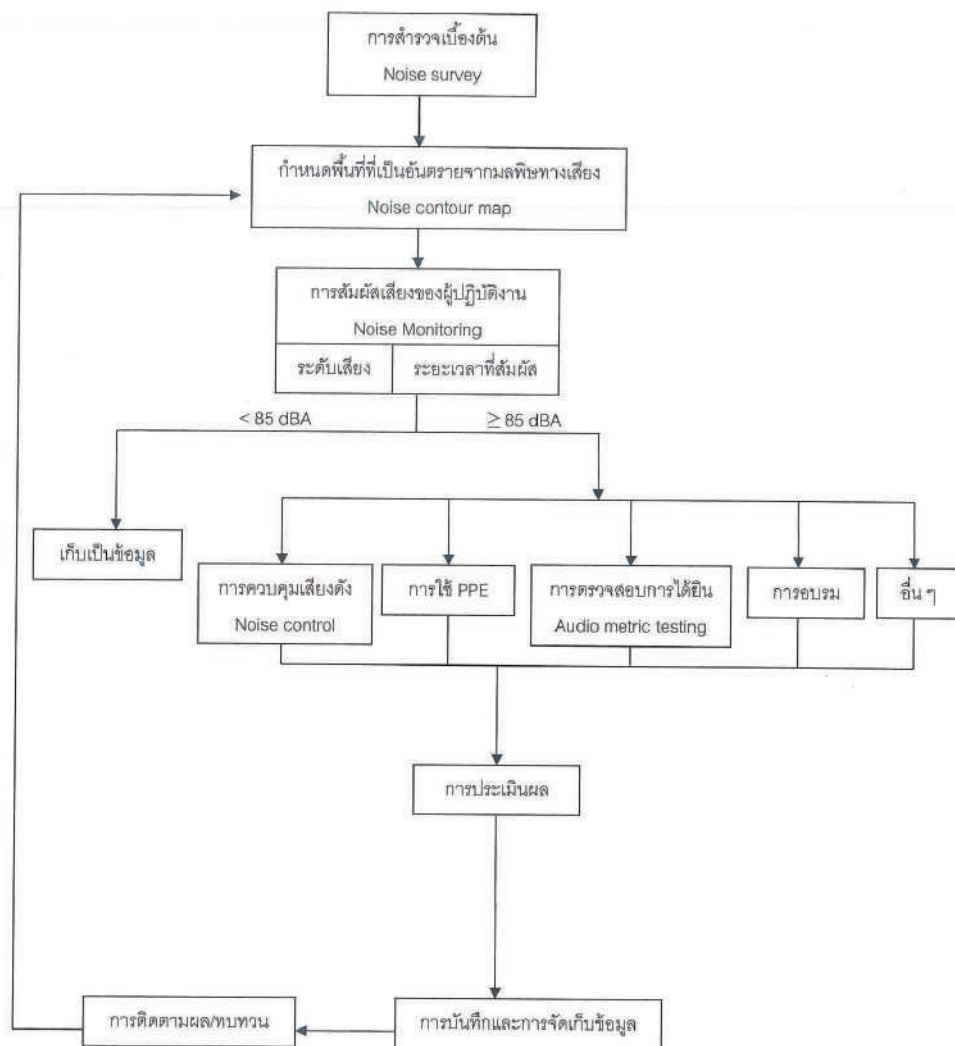 การสำรวจเบื้องต้น
Noise survey
กำหนดพื้นที่ที่เป็นอันตรายจากมลพิษทางเสียง
Noise contour map
การสัมผัสเสียงของผู้ปฏิบัติงาน
Noise Monitoring
ระดับเสียง
ระยะเวลาที่สัมผัส
< 85 dBA
≥ 85 dBA
เก็บเป็นข้อมูล
การควบคุมเสียงดัง
Noise control
การใช้ PPE
การตรวจสอบการได้ยิน
Audio metric testing
การอบรม
อื่น ๆ
การประเมินผล
การติดตามผล/ทบทวน
การบันทึกและการจัดเก็บข้อมูล